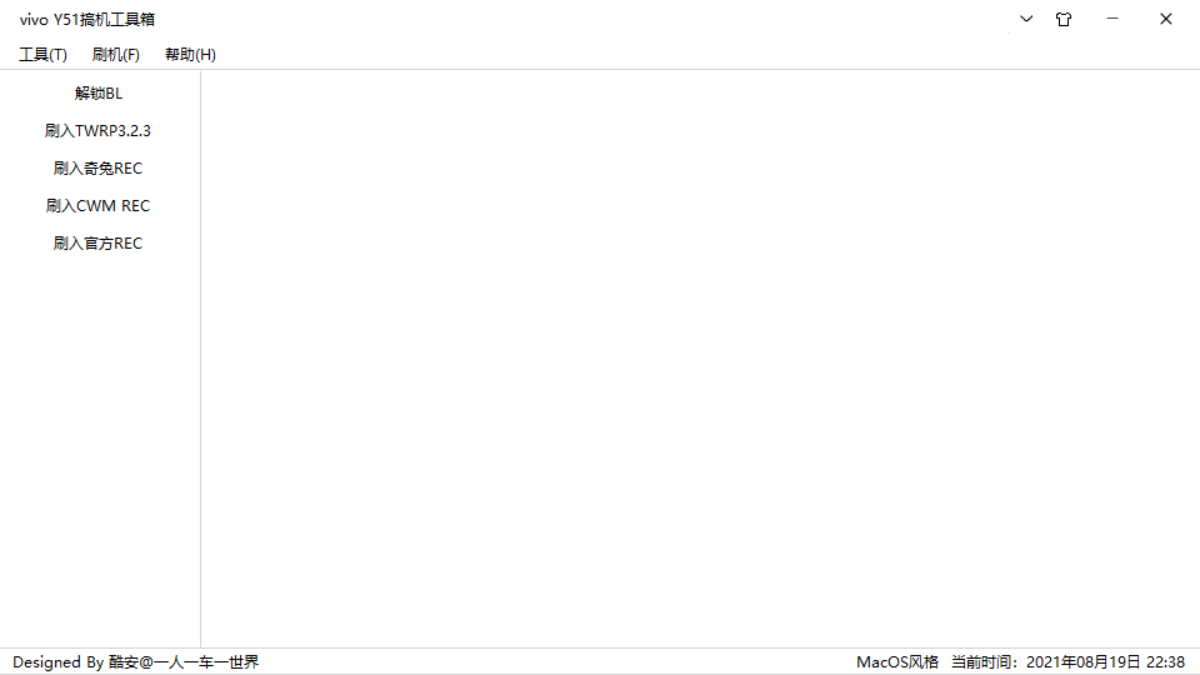 vivo Y51搞机工具箱
工具(T) 刷机(F) 帮助(H)
解锁BL
刷入TWRP3.2.3
刷入奇兔REC
刷入CWM REC
刷入官方REC
Designed By 酷安@一人一车一世界 MacOS风格 当前时间：2021年08月19日 22:38